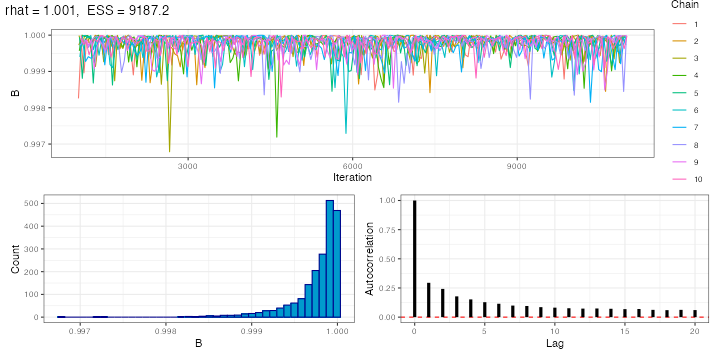 rhat = 1.001,  ESS = 9187.2
Chain
1
2
3
4
5
6
7
8
9
10
B
1.000
0.999
0.998
0.997
3000 6000 9000
Iteration
Count
500
400
300
200
100
0
0.997 0.998 0.999 1.000
B
Autocorrelation
1.00
0.75
0.50
0.25
0.00
0 5 10 15 20
Lag